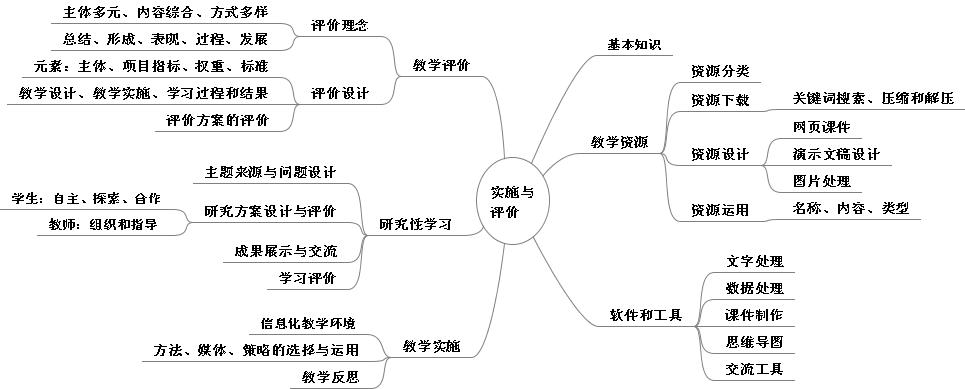 主体多元、内容综合、方式多样
总结、形成、表现、过程、发展
评价理念
元素：主体、项目指标、权重、标准
教学设计、教学实施、学习过程和结果
评价方案的评价
评价设计
教学评价
主题来源与问题设计
学生：自主、探索、合作
教师：组织和指导
研究方案设计与评价
成果展示与交流
学习评价
研究性学习
信息化教学环境
方法、媒体、策略的选择与运用
教学反思
教学实施
实施与
评价
基本知识
教学资源
资源分类
资源下载
关键词搜索、压缩和解压
资源设计
网页课件
演示文稿设计
图片处理
资源运用
名称、内容、类型
软件和工具
文字处理
数据处理
课件制作
思维导图
交流工具